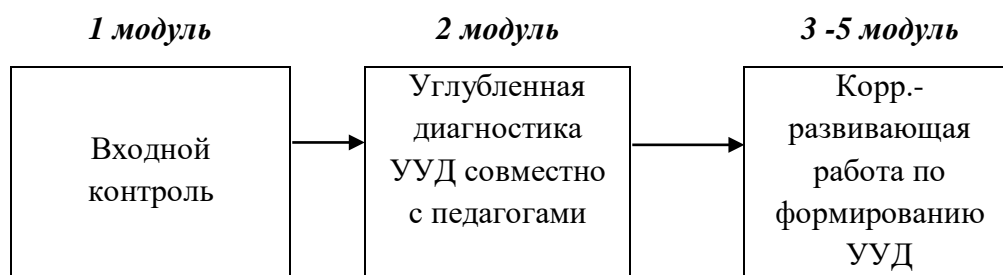 1 модуль
2 модуль
3 -5 модуль
Входной
контроль
Углубленная
диагностика
УУД совместно
с педагогами
Корр.-
развивающая
работа по
формированию
УУД